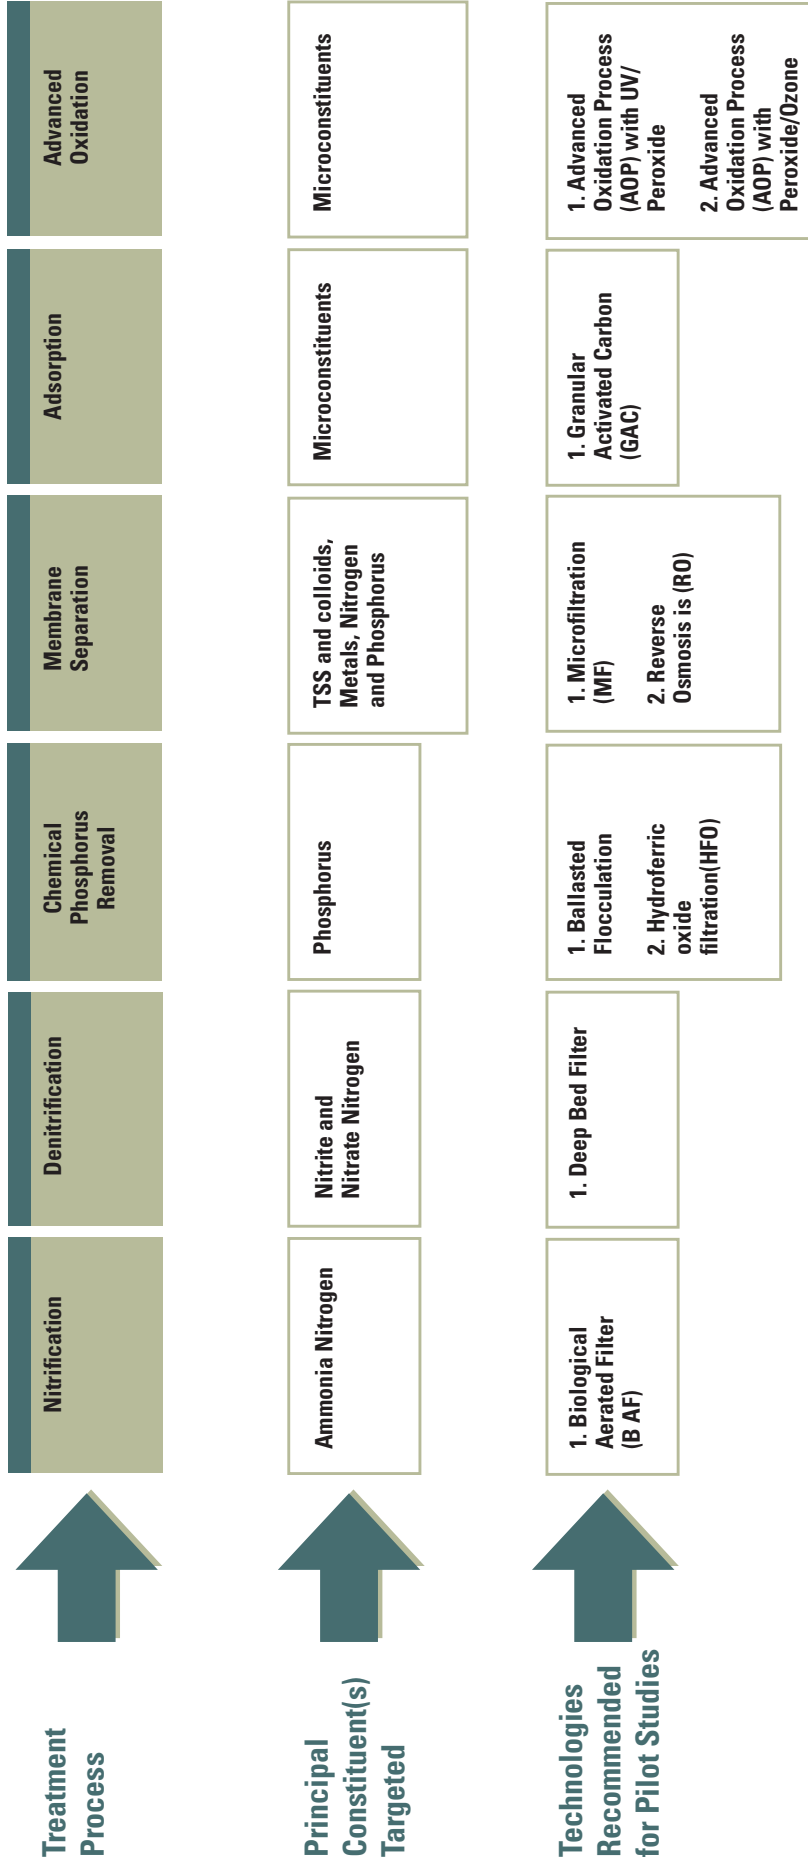 Treatment
Process
Nitrification
Denitrification
Chemical
Phosphorus
Removal
Membrane
Separation
Adsorption
Advanced
Oxidation
Principal
Constituent(s)
Targeted
Ammonia Nitrogen
Nitrite and
Nitrate Nitrogen
Phosphorus
TSS and colloids,
Metals, Nitrogen
and Phosphorus
Microconstituents
Microconstituents
Technologies
Recommended
for Pilot Studies
1. Biological
Aerated Filter
(B AF)
1. Deep Bed Filter
1. Ballasted
Flocculation
2. Hydroferric
oxide
filtration(HFO)
1. Microfiltration
(MF)
2. Reverse
Osmosis is (RO)
1. Granular
Activated Carbon
(GAC)
1. Advanced
Oxidation Process
(AOP) with UV/
Peroxide
2. Advanced
Oxidation Process
(AOP) with
Peroxide/Ozone